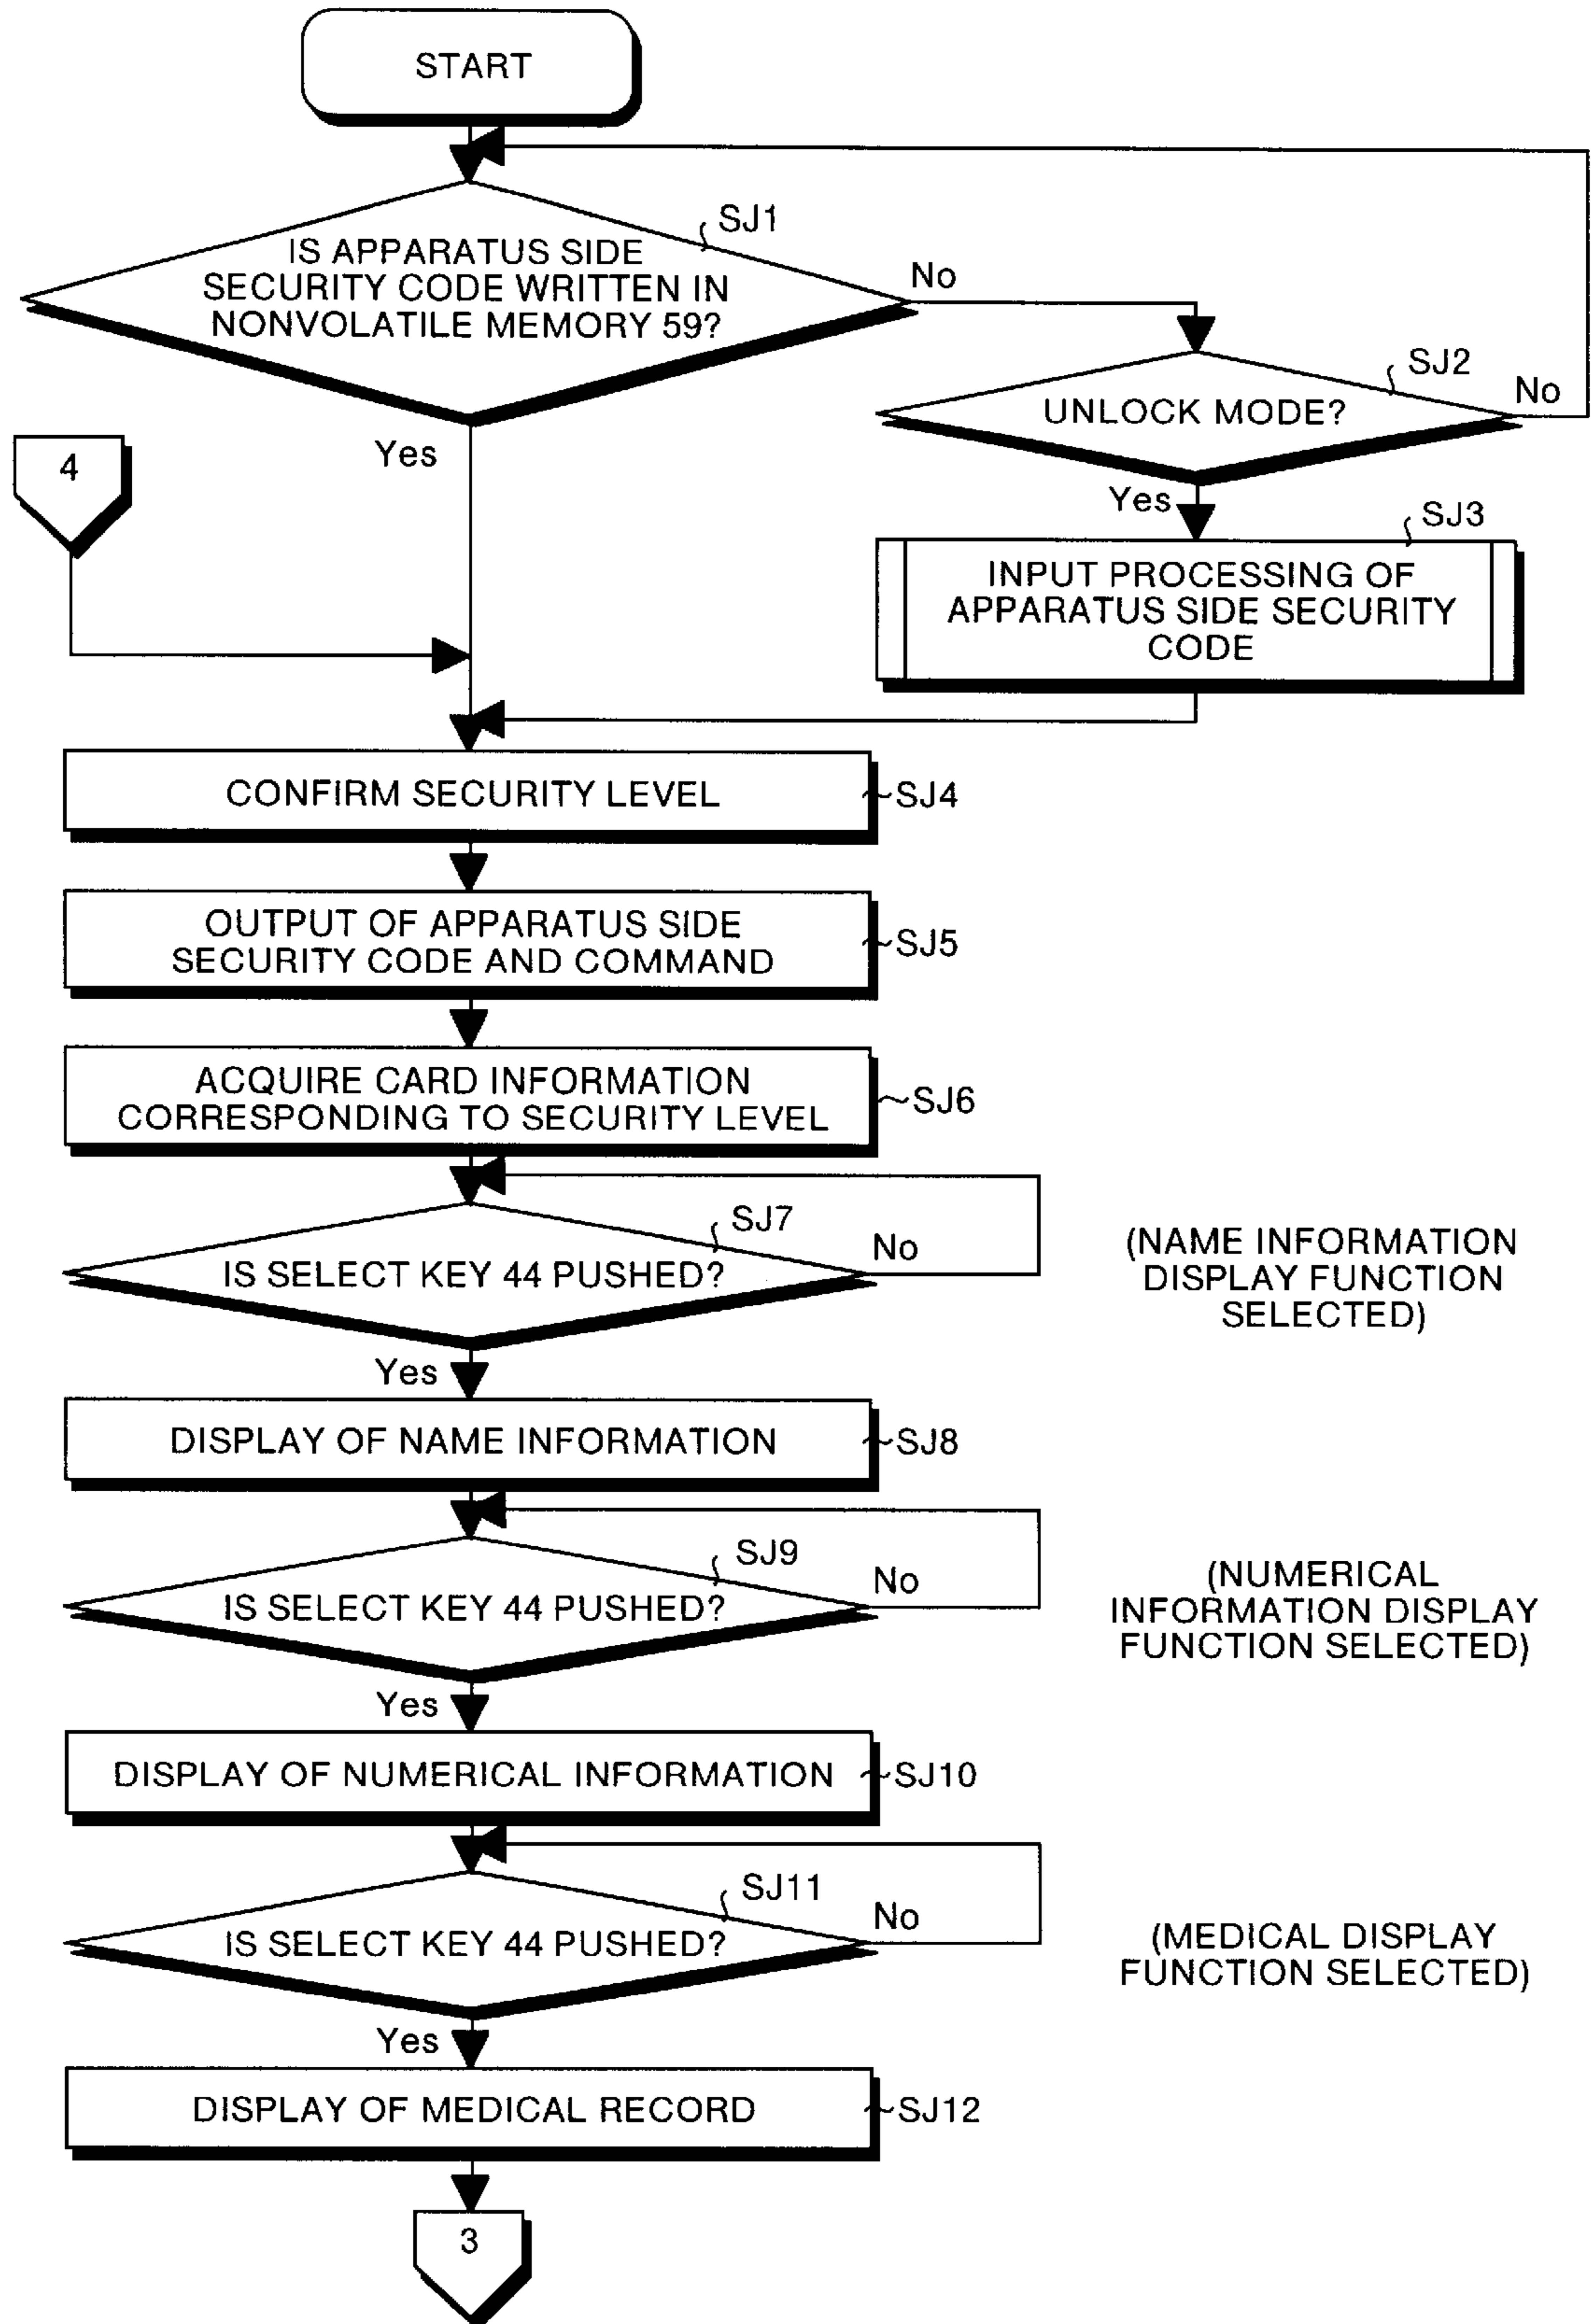 START
SJ1
IS APPARATUS SIDE
SECURITY CODE WRITTEN IN
NONVOLATILE MEMORY 59?
No
SJ2
UNLOCK MODE?
No
Yes
4
Yes
SJ3
INPUT PROCESSING OF
APPARATUS SIDE SECURITY
CODE
CONFIRM SECURITY LEVEL
SJ4
OUTPUT OF APPARATUS SIDE
SECURITY CODE AND COMMAND
SJ5
ACQUIRE CARD INFORMATION
CORRESPONDING TO SECURITY LEVEL
SJ6
SJ7
IS SELECT KEY 44 PUSHED?
No
(NAME INFORMATION
DISPLAY FUNCTION
SELECTED)
Yes
DISPLAY OF NAME INFORMATION
SJ8
SJ9
IS SELECT KEY 44 PUSHED?
No
(NUMERICAL
INFORMATION DISPLAY
FUNCTION SELECTED)
Yes
DISPLAY OF NUMERICAL INFORMATION
SJ10
SJ11
IS SELECT KEY 44 PUSHED?
No
(MEDICAL DISPLAY
FUNCTION SELECTED)
Yes
DISPLAY OF MEDICAL RECORD
SJ12
3